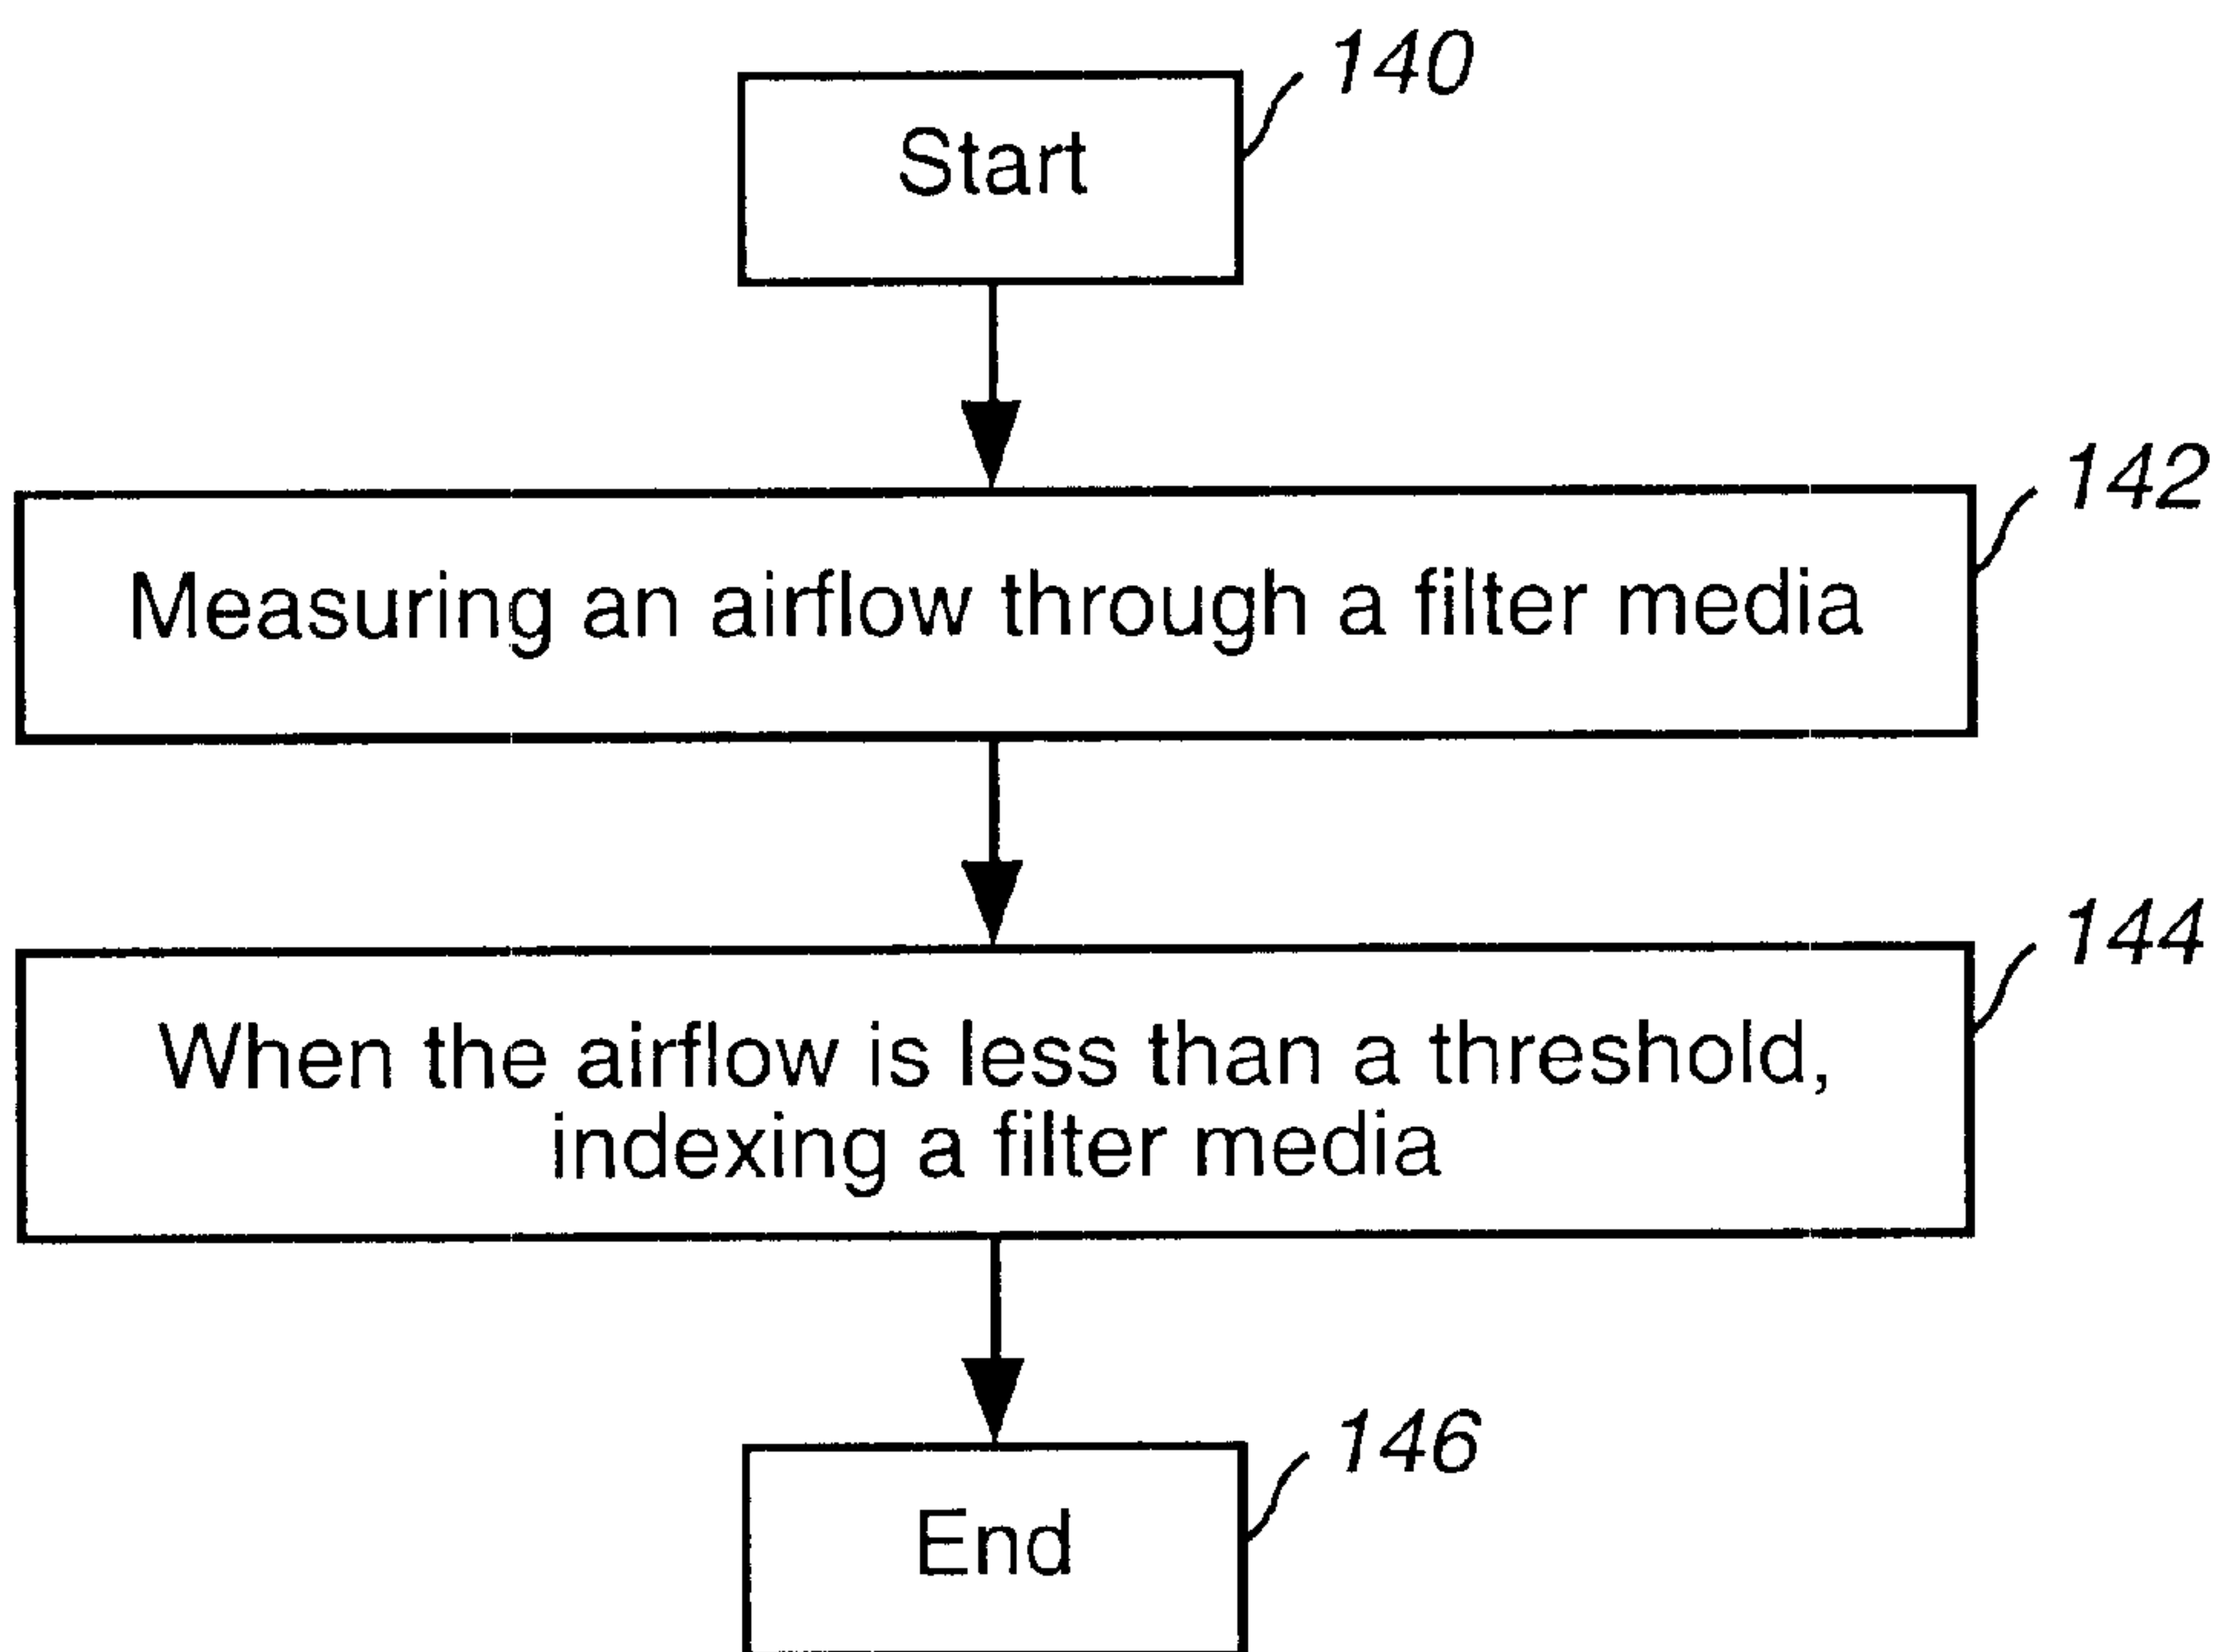 Start
140
Measuring an airflow through a filter media
142
When the airflow is less than a threshold,
indexing a filter media
144
End
146